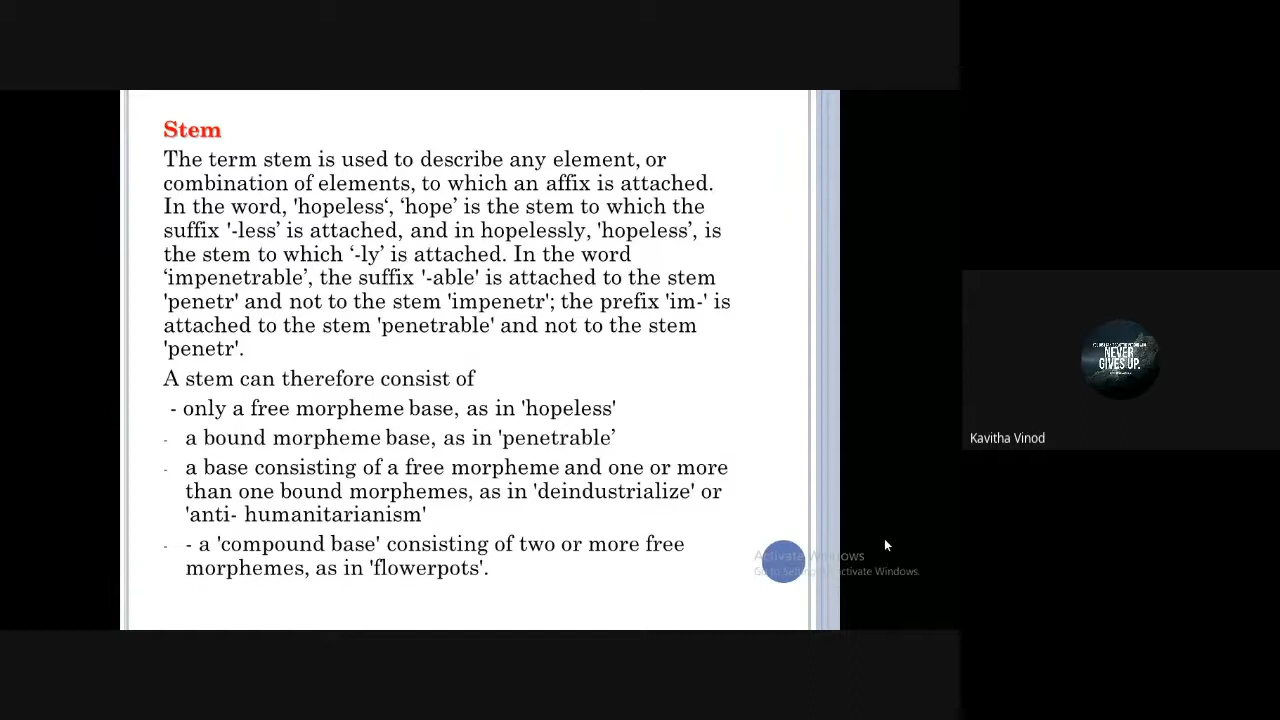 Stem
The term stem is used to describe any element, or
combination of elements, to which an affix is attached.
In the word, 'hopeless‘, ‘hope’ is the stem to which the
suffix '-less’ is attached, and in hopelessly, 'hopeless’, is
the stem to which ‘-ly’ is attached. In the word
‘impenetrable’, the suffix '-able' is attached to the stem
'penetr' and not to the stem 'impenetr'; the prefix 'im-' is
attached to the stem 'penetrable' and not to the stem
'penetr'.
A stem can therefore consist of
- only a free morpheme base, as in 'hopeless'
- a bound morpheme base, as in 'penetrable’
- a base consisting of a free morpheme and one or more
than one bound morphemes, as in 'deindustrialize' or
'anti- humanitarianism'
- - a 'compound base' consisting of two or more free
morphemes, as in 'flowerpots'.
Activate Windows
Go to Settings to activate Windows.
NEVER
GIVES UP.
Kavitha Vinod